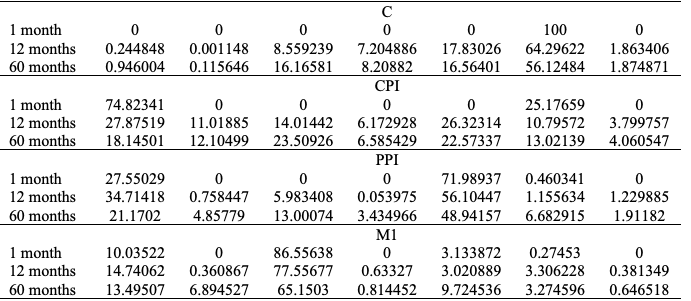 C
1 month 0 0 0 0 0 100 0
12 months 0.244848 0.001148 8.559239 7.204886 17.83026 64.29622 1.863406
60 months 0.946004 0.115646 16.16581 8.20882 16.56401 56.12484 1.874871
CPI
1 month 74.82341 0 0 0 0 25.17659 0
12 months 27.87519 11.01885 14.01442 6.172928 26.32314 10.79572 3.799757
60 months 18.14501 12.10499 23.50926 6.585429 22.57337 13.02139 4.060547
PPI
1 month 27.55029 0 0 0 71.98937 0.460341 0
12 months 34.71418 0.758447 5.983408 0.053975 56.10447 1.155634 1.229885
60 months 21.1702 4.85779 13.00074 3.434966 48.94157 6.682915 1.91182
M1
1 month 10.03522 0 86.55638 0 3.133872 0.27453 0
12 months 14.74062 0.360867 77.55677 0.63327 3.020889 3.306228 0.381349
60 months 13.49507 6.894527 65.1503 0.814452 9.724536 3.274596 0.646518